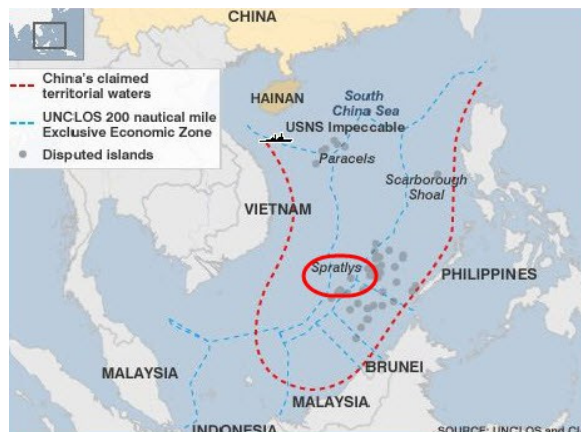 CHINA
China's claimed
territorial waters
UNCLOS 200 nautical mile
Exclusive Economic Zone
Disputed islands
HAINAN
South
China Sea
USNS Impeccable
Paracels
Scarborough
Shoal
VIETNAM
Spratlys
PHILIPPINES
MALAYSIA
BRUNEI
MALAYSIA
INDONESIA
SOURCE: UNCLOS and CI